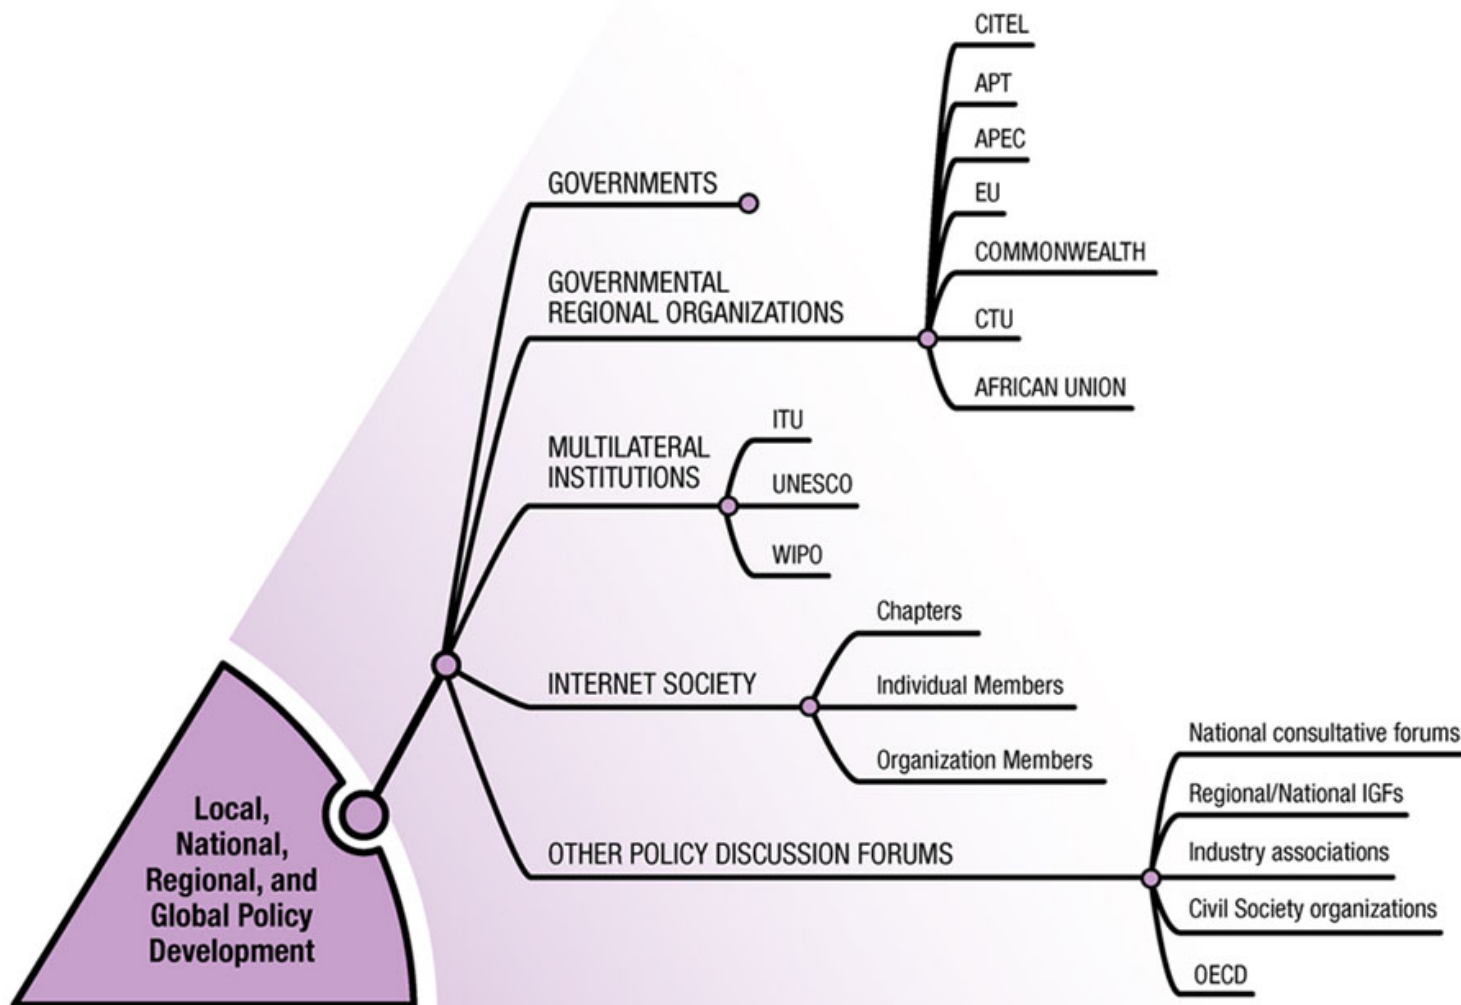 CITEL
APT
APEC
EU
COMMONWEALTH
CTU
AFRICAN UNION
GOVERNMENTS
GOVERNMENTAL
REGIONAL ORGANIZATIONS
MULTILATERAL
INSTITUTIONS
ITU
UNESCO
WIPO
INTERNET SOCIETY
Chapters
Individual Members
Organization Members
OTHER POLICY DISCUSSION FORUMS
National consultative forums
Regional/National IGFs
Industry associations
Civil Society organizations
OECD
Local,
National,
Regional, and
Global Policy
Development